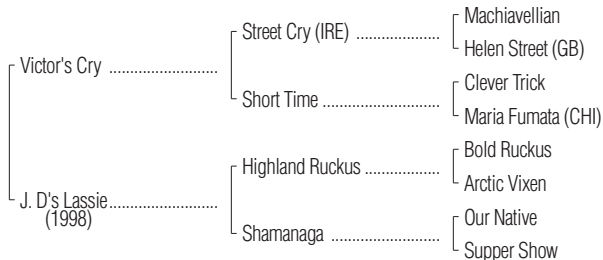 Machiavellian
Street Cry (IRE) ....................
Helen Street (GB)
Victor's Cry ..........................
Clever Trick
Short Time ............................
Maria Fumata (CHI)
Bold Ruckus
Highland Ruckus ..................
Arctic Vixen
J. D's Lassie..........................
(1998)
Our Native
Shamanaga ..........................
Supper Show